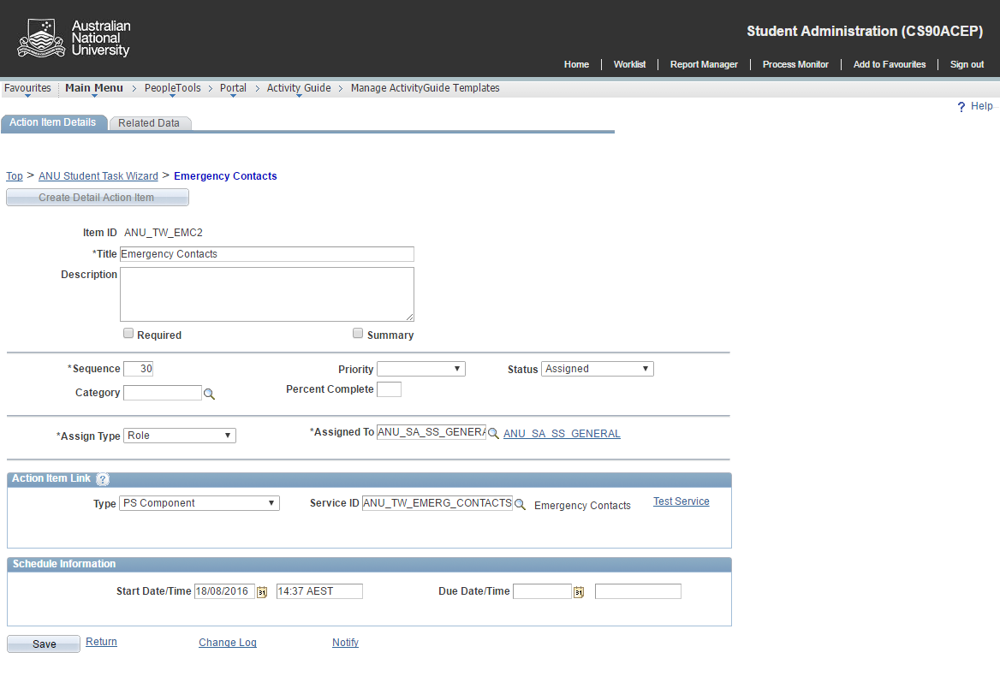 Australian
National
University
Student Administration (CS90ACEP)
Home Worklist Report Manager Process Monitor Add to Favourites Sign out
Favourites Main Menu > PeopleTools > Portal > Activity Guide > Manage ActivityGuide Templates
? Help
Action Item Details Related Data
Top > ANU Student Task Wizard > Emergency Contacts
Create Detail Action Item
Item ID ANU_TW_EMC2
*Title Emergency Contacts
Description
Required Summary
*Sequence 30 Priority Status Assigned
Category Percent Complete
*Assign Type Role *Assigned To ANU_SA_SS_GENERA ANU_SA_SS_GENERAL
Action Item Link ?
Type PS Component Service ID ANU_TW_EMERG_CONTACTS Emergency Contacts Test Service
Schedule Information
Start Date/Time 18/08/2016 31 14:37 AEST Due Date/Time 31
Save Return Change Log Notify